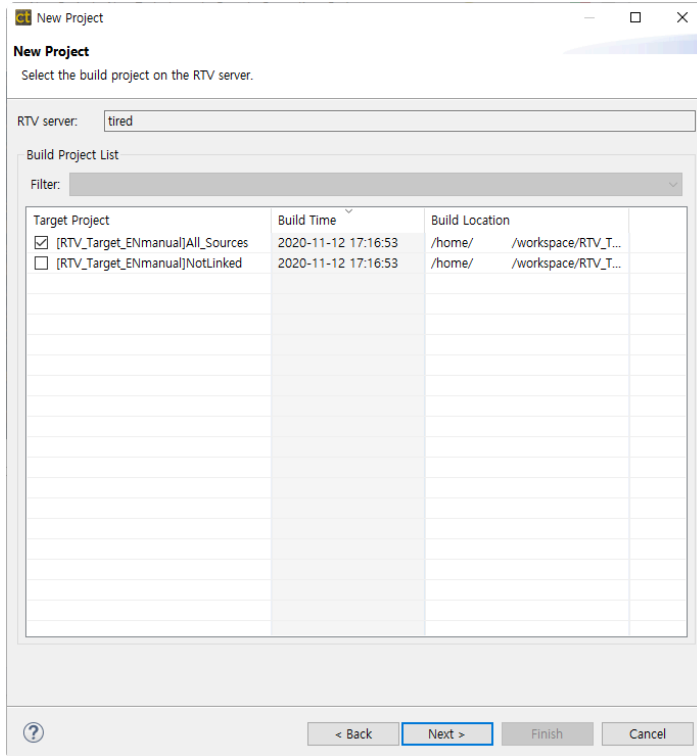 ct New Project
New Project
Select the build project on the RTV server.
RTV server: tired
Build Project List
Filter:
Target Project Build Time Build Location
[RTV_Target_ENmanual]All_Sources 2020-11-12 17:16:53 /home/ /workspace/RTV_T...
[RTV_Target_ENmanual]NotLinked 2020-11-12 17:16:53 /home/ /workspace/RTV_T...
? < Back Next > Finish Cancel